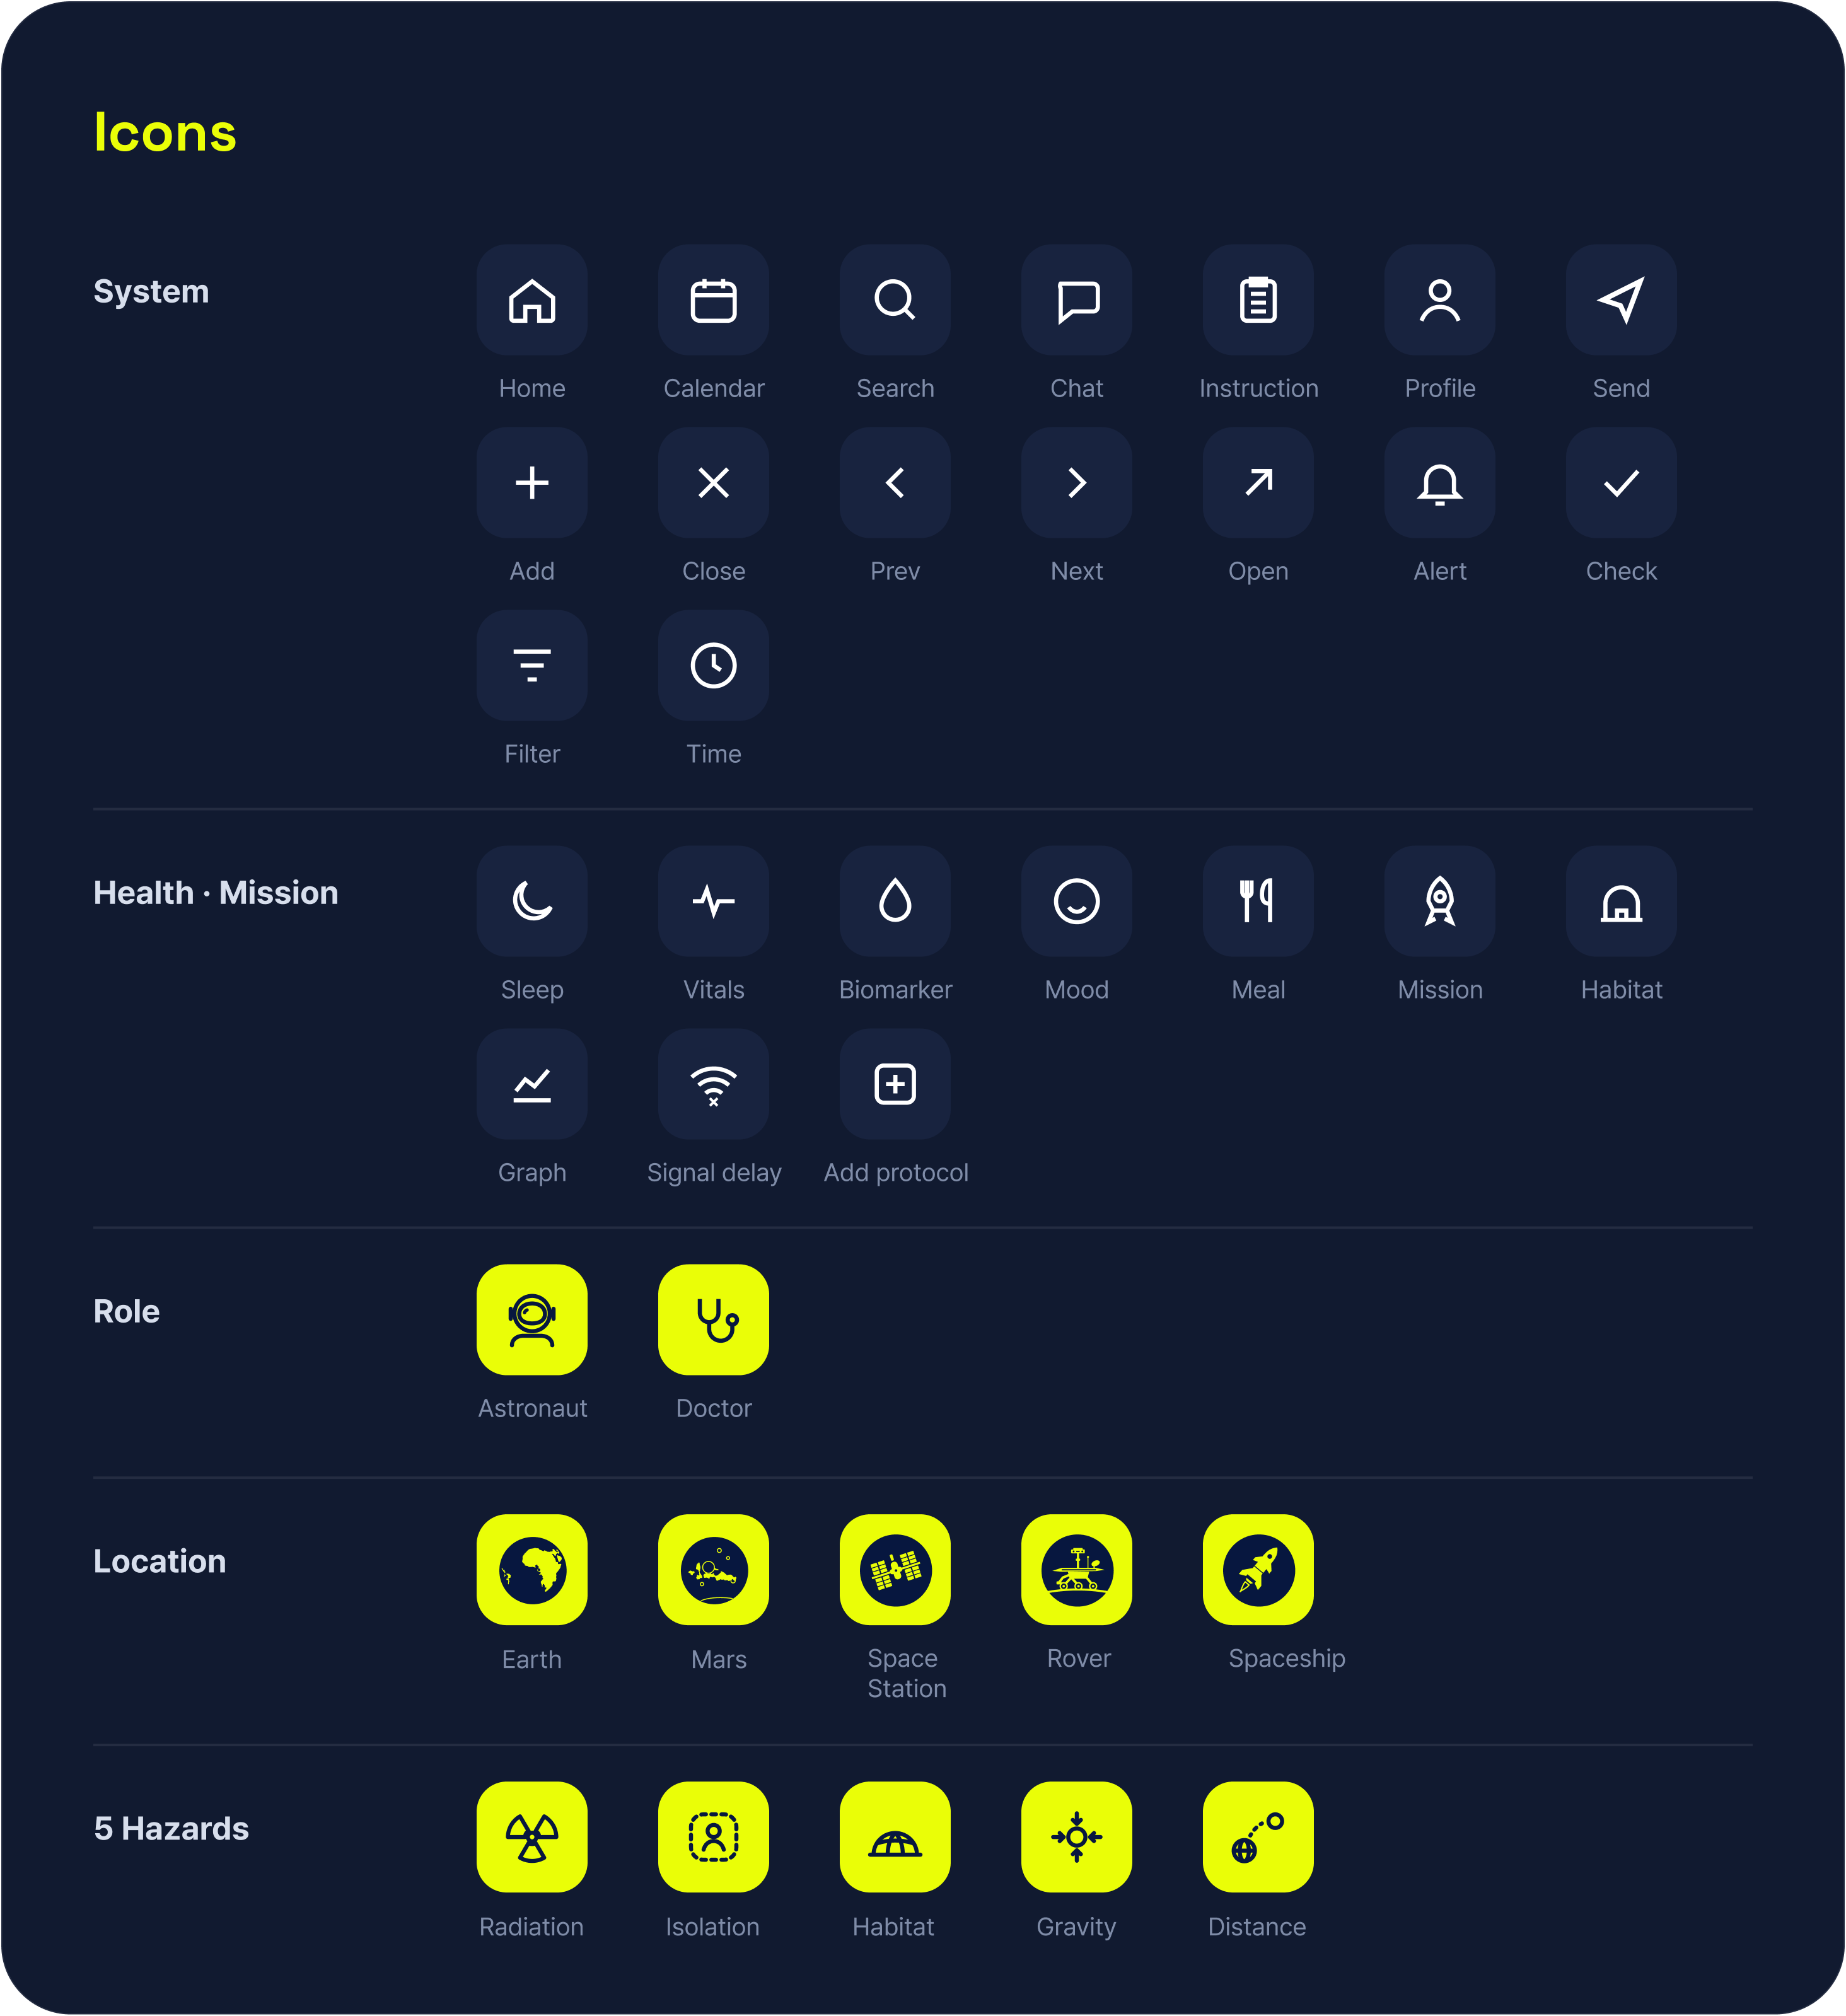 Icons
System
Home
Calendar
Search
Chat
Instruction
Profile
Send
Add
Close
Prev
Next
Open
Alert
Check
Filter
Time
Health · Mission
Sleep
Vitals
Biomarker
Mood
Meal
Mission
Habitat
Graph
Signal delay
Add protocol
Role
Astronaut
Doctor
Location
Earth
Mars
Space
Station
Rover
Spaceship
5 Hazards
Radiation
Isolation
Habitat
Gravity
Distance